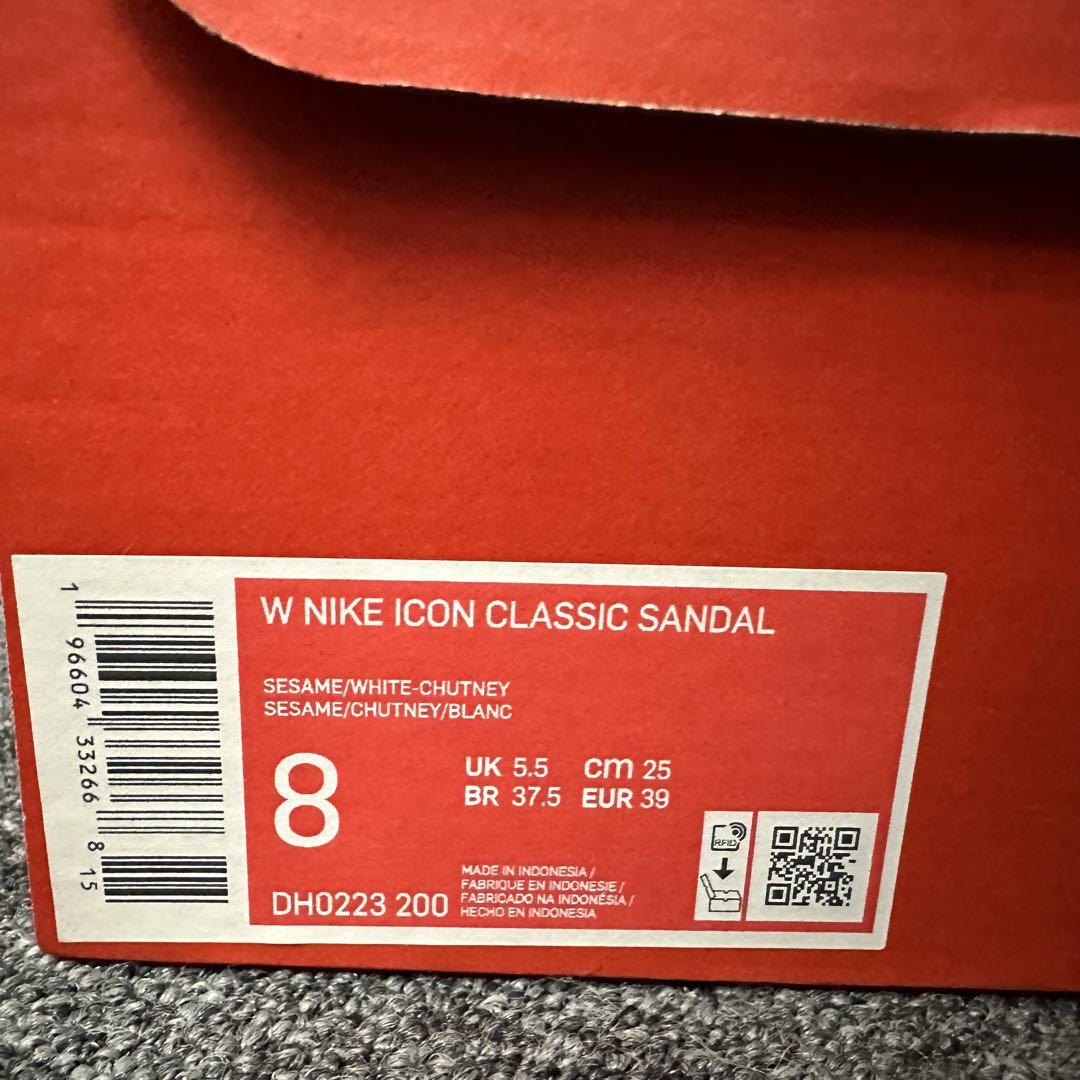 W NIKE ICON CLASSIC SANDAL
SESAME/WHITE-CHUTNEY
SESAME/CHUTNEY/BLANC
8
UK 5.5 cm 25
BR 37.5 EUR 39
DH0223 200
MADE IN INDONESIA /
FABRIQUE EN INDONESIE /
FABRICADO NA INDONÉSIA /
HECHO EN INDONESIA
RFID
1 96604 33266 8 15